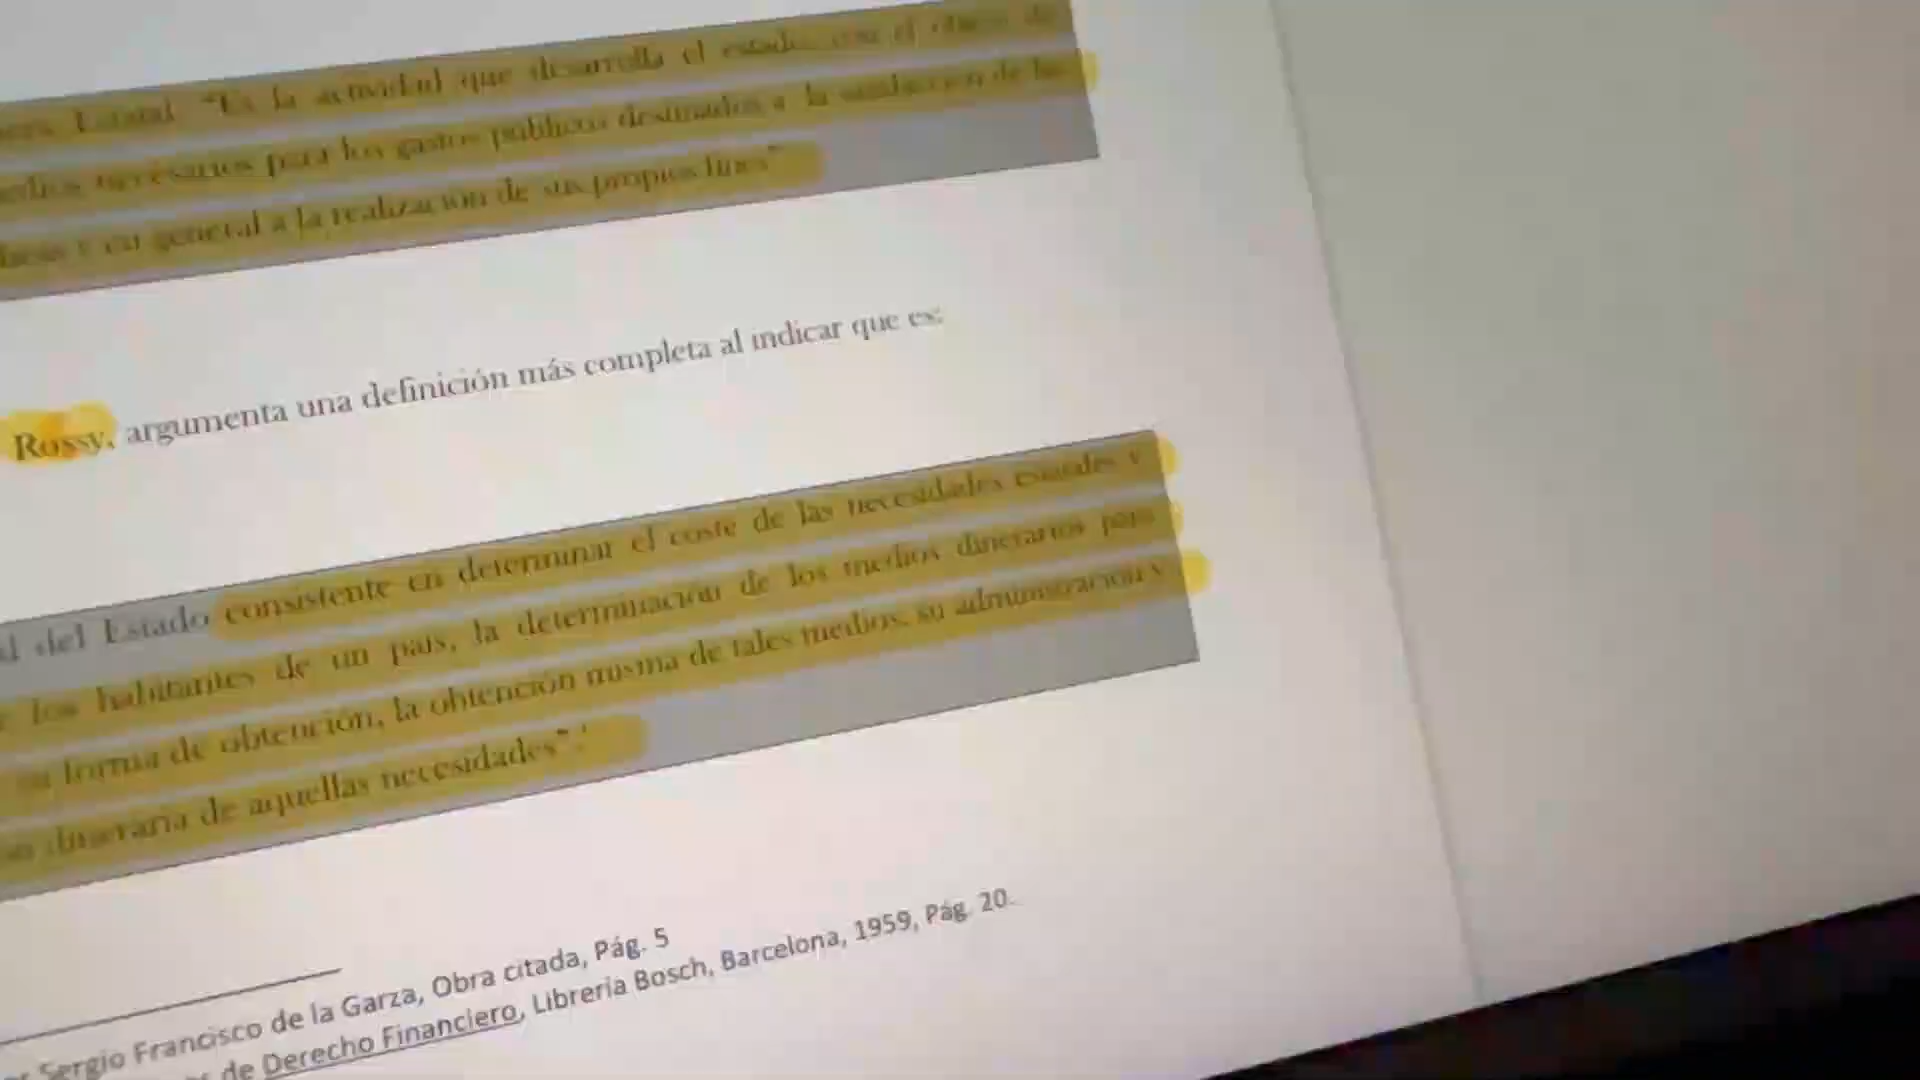 Estatal "Es la actividad que desarrolla el estado con el objeto de
necesarios para los gastos públicos destinados a la satisfacción de las
y en general a la realización de sus propios fines"
Rossy, argumenta una definición más completa al indicar que es:
del Estado consistente en determinar el coste de las necesidades estatales y
los habitantes de un país, la determinación de los medios dinerarios para
su forma de obtención, la obtención misma de tales medios, su administración y
dineraria de aquellas necesidades".
Sergio Francisco de la Garza, Obra citada, Pág. 5
de Derecho Financiero, Librería Bosch, Barcelona, 1959, Pág. 20.